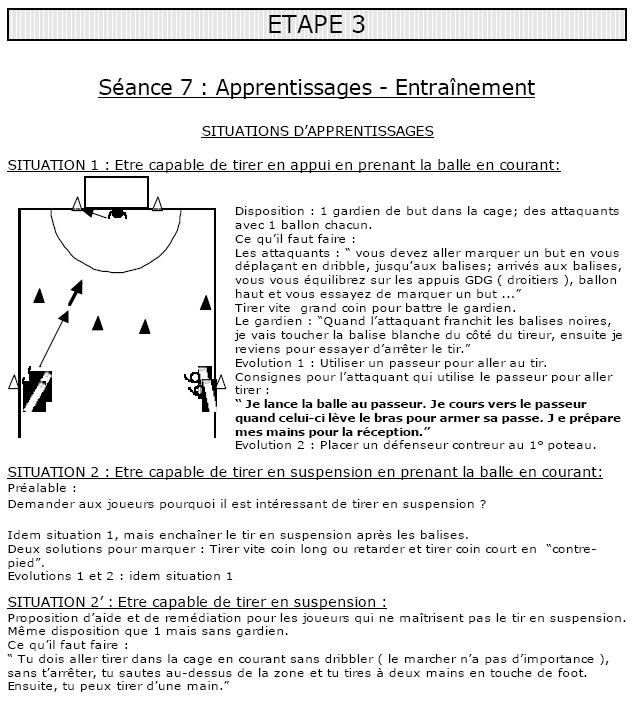 ETAPE 3
Séance 7 : Apprentissages - Entraînement
SITUATIONS D’APPRENTISSAGES
SITUATION 1 : Etre capable de tirer en appui en prenant la balle en courant:
Disposition : 1 gardien de but dans la cage; des attaquants
avec 1 ballon chacun.
Ce qu’il faut faire :
Les attaquants : “ vous devez aller marquer un but en vous
déplaçant en dribble, jusqu’aux balises; arrivés aux balises,
vous vous équilibrez sur les appuis GDG ( droitiers ), ballon
haut et vous essayez de marquer un but ...”
Tirer vite  grand coin pour battre le gardien.
Le gardien : “Quand l’attaquant franchit les balises noires,
je vais toucher la balise blanche du côté du tireur, ensuite je
reviens pour essayer d’arrêter le tir.”
Evolution 1 : Utiliser un passeur pour aller au tir.
Consignes pour l’attaquant qui utilise le passeur pour aller
tirer :
“ Je lance la balle au passeur. Je cours vers le passeur
quand celui-ci lève le bras pour armer sa passe. J e prépare
mes mains pour la réception.”
Evolution 2 : Placer un défenseur contreur au 1° poteau.
SITUATION 2 : Etre capable de tirer en suspension en prenant la balle en courant:
Préalable :
Demander aux joueurs pourquoi il est intéressant de tirer en suspension ?
Idem situation 1, mais enchaîner le tir en suspension après les balises.
Deux solutions pour marquer : Tirer vite coin long ou retarder et tirer coin court en  “contre-
pied”.
Evolutions 1 et 2 : idem situation 1
SITUATION 2’ : Etre capable de tirer en suspension :
Proposition d’aide et de remédiation pour les joueurs qui ne maîtrisent pas le tir en suspension.
Même disposition que 1 mais sans gardien.
Ce qu’il faut faire :
“ Tu dois aller tirer dans la cage en courant sans dribbler ( le marcher n’a pas d’importance ),
sans t’arrêter, tu sautes au-dessus de la zone et tu tires à deux mains en touche de foot.
Ensuite, tu peux tirer d’une main.”